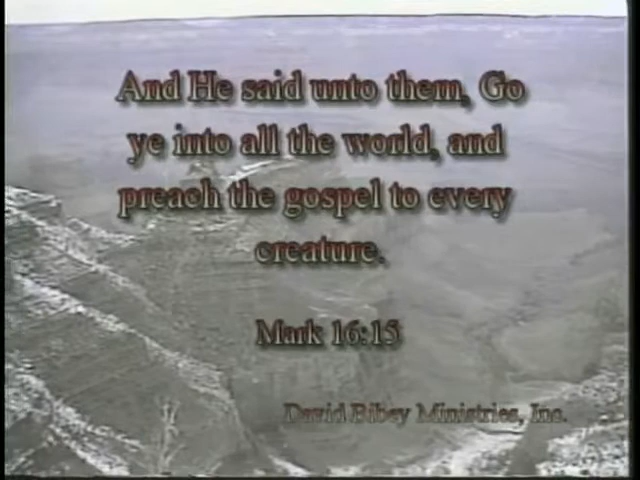 And He said unto them, Go
ye into all the world, and
preach the gospel to every
creature.
Mark 16:15
David Bibey Ministries, Inc.